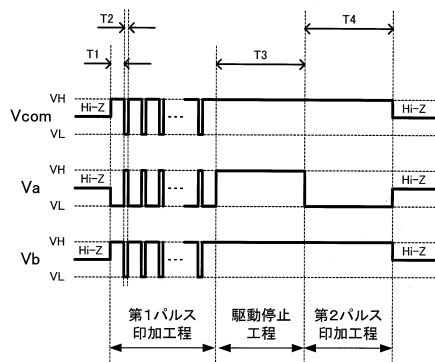 T2
T4
T1
T3
VH
Hi-Z
Hi-Z
Vcom
VL
VH
Hi-Z
Hi-Z
Va
VL
VH
Hi-Z
Hi-Z
Vb
VL
第1パルス
印加工程
駆動停止
工程
第2パルス
印加工程